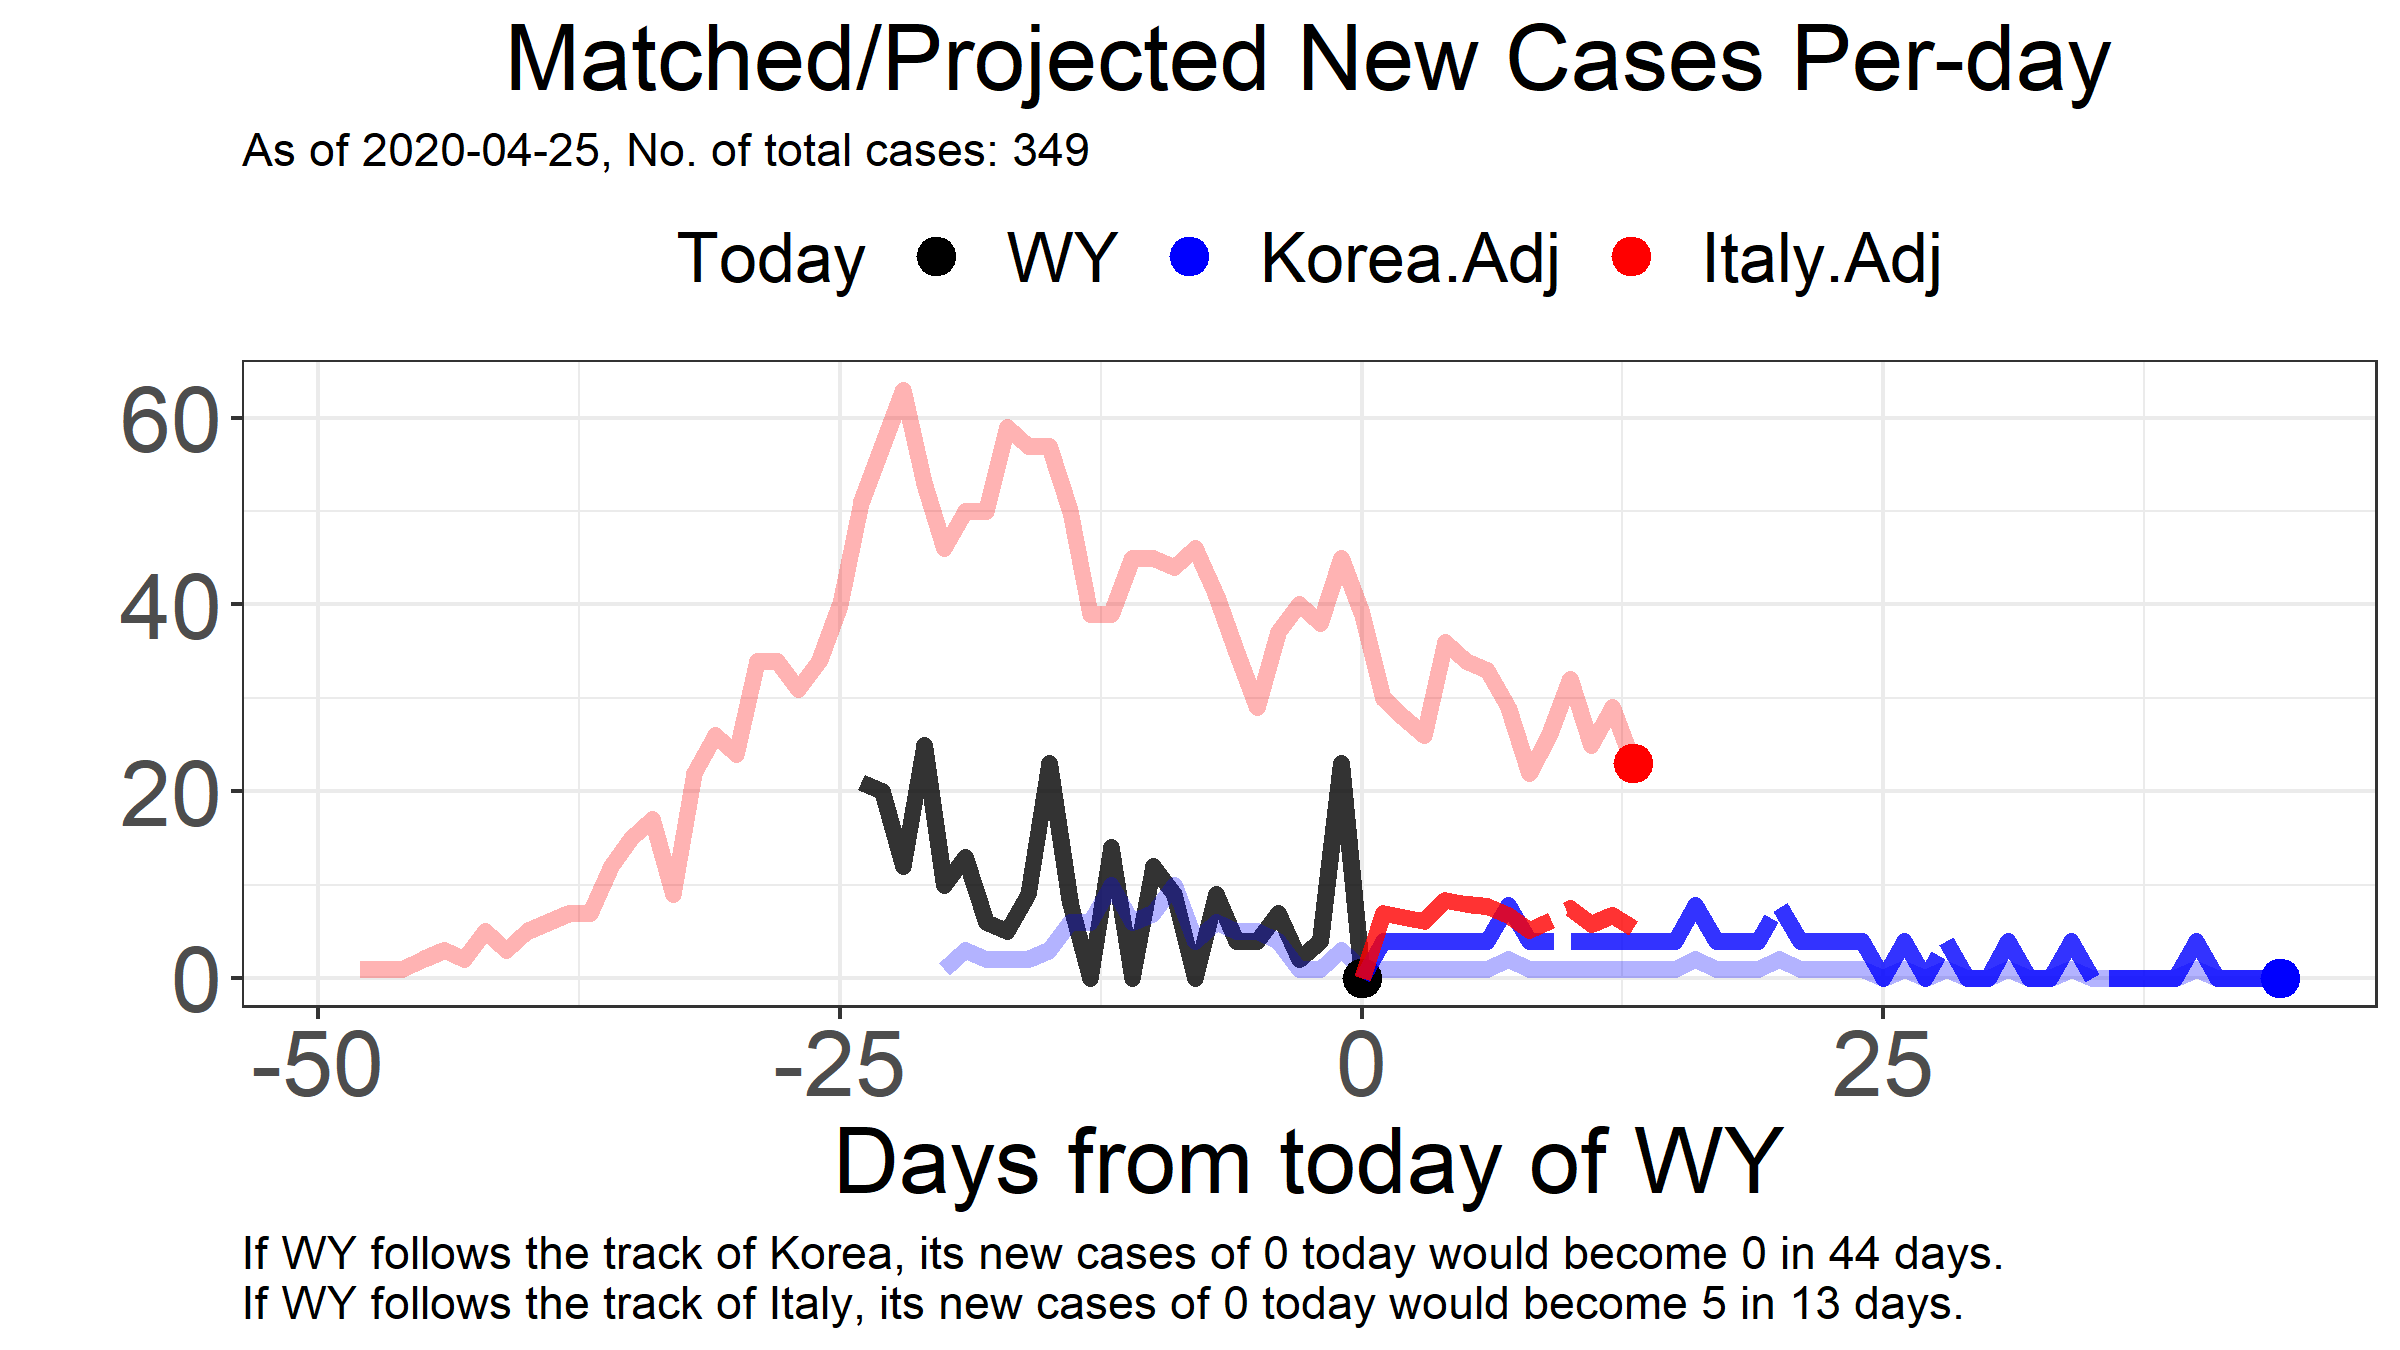 Matched/Projected New Cases Per-day
As of 2020-04-25, No. of total cases: 349
Today WY Korea.Adj Italy.Adj
60
40
20
0
-50 -25 0 25
Days from today of WY
If WY follows the track of Korea, its new cases of 0 today would become 0 in 44 days.
If WY follows the track of Italy, its new cases of 0 today would become 5 in 13 days.